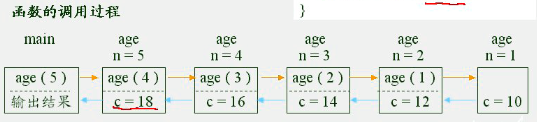 函数的调用过程
}
main age age age age age
n = 5 n = 4 n = 3 n = 2 n = 1
age ( 5 ) age ( 4 ) age ( 3 ) age ( 2 ) age ( 1 )
输出结果 c = 18 c = 16 c = 14 c = 12 c = 10